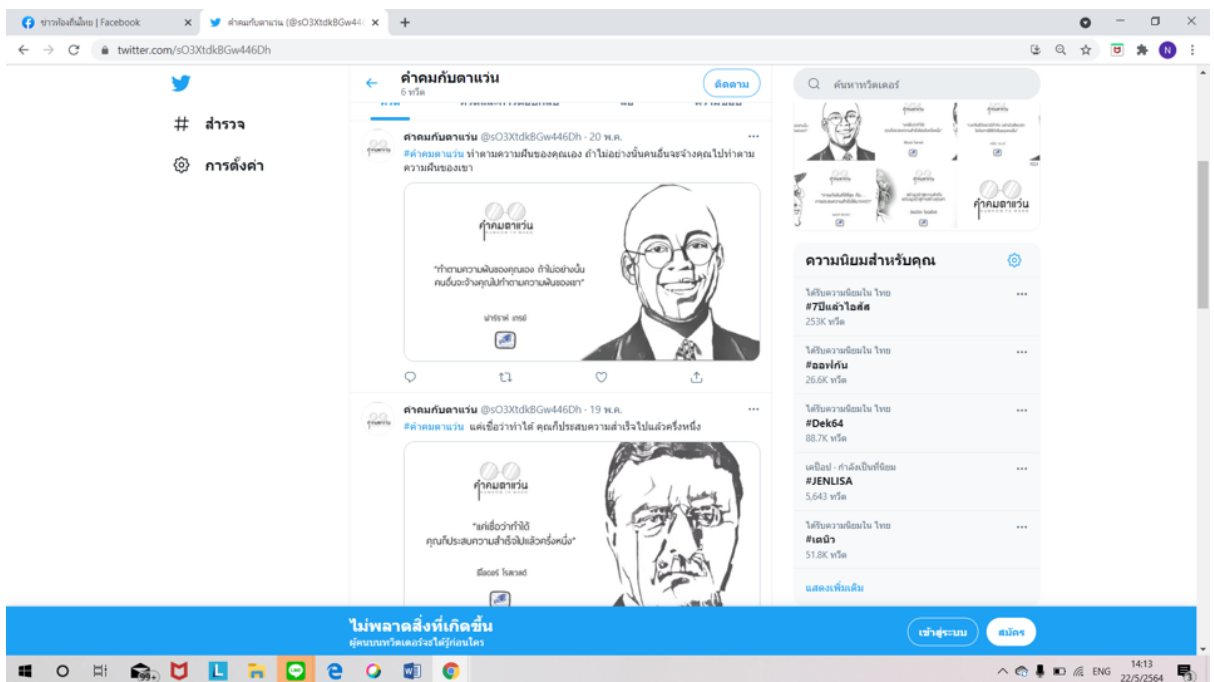 ข่าวท้องถิ่นไทย | Facebook
คำคมกับตาแว่น (@sO3XtdkBGw44
twitter.com/sO3XtdkBGw446Dh
N
คำคมกับตาแว่น
6 ทวีต
ติดตาม
ค้นหาทวิตเตอร์
สำรวจ
การตั้งค่า
คำคมกับตาแว่น @sO3XtdkBGw446Dh · 20 พ.ค.
#คำคมตาแว่น ทำตามความฝันของคุณเอง ถ้าไม่อย่างนั้นคนอื่นจะจ้างคุณไปทำตาม
ความฝันของเขา
คำคมตาแว่น
"ทำตามความฝันของคุณเอง ถ้าไม่อย่างนั้น
คนอื่นจะจ้างคุณไปทำตามความฝันของเขา"
ฟาร์ราห์ เกรย์
คำคมกับตาแว่น @sO3XtdkBGw446Dh · 19 พ.ค.
#คำคมตาแว่น แค่เชื่อว่าทำได้ คุณก็ประสบความสำเร็จไปแล้วครึ่งหนึ่ง
คำคมตาแว่น
"แค่เชื่อว่าทำได้
คุณก็ประสบความสำเร็จไปแล้วครึ่งหนึ่ง"
ธีโอดอร์ โรสเวลต์
คำคมตาแว่น
ความนิยมสำหรับคุณ
ได้รับความนิยมใน ไทย
#7ปีแล้วไอสัส
253K ทวีต
ได้รับความนิยมใน ไทย
#ออฟกัน
26.6K ทวีต
ได้รับความนิยมใน ไทย
#Dek64
88.7K ทวีต
เคป็อป · กำลังเป็นที่นิยม
#JENLISA
5,643 ทวีต
ได้รับความนิยมใน ไทย
#เตนิว
51.8K ทวีต
แสดงเพิ่มเติม
ไม่พลาดสิ่งที่เกิดขึ้น
ผู้คนบนทวิตเตอร์จะได้รู้ก่อนใคร
เข้าสู่ระบบ
สมัคร
99+
ENG
14:13
22/5/2564